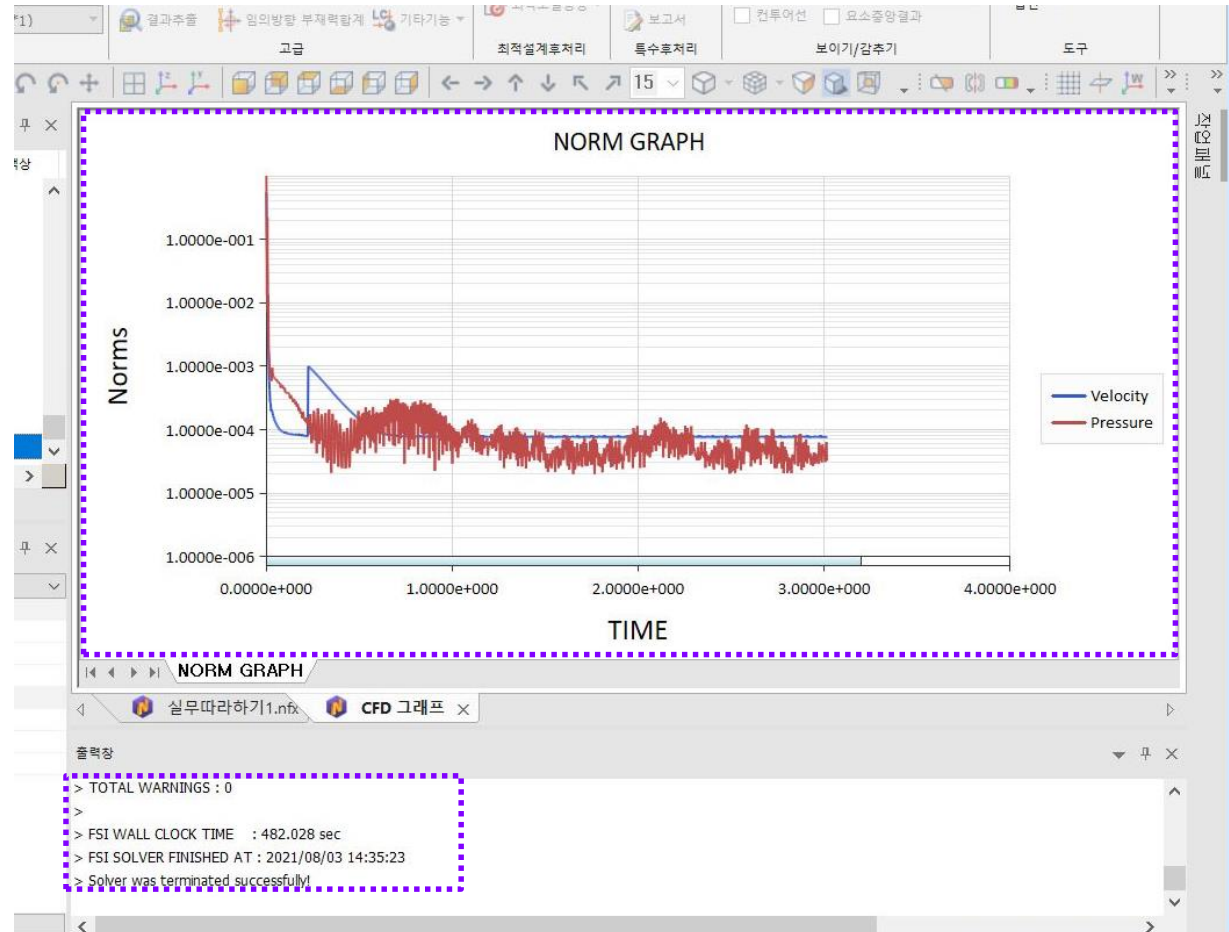 *1)
결과추출 임의방향 부재력합계 기타기능
보고서
컨투어선 요소중앙결과
고급 최적설계후처리 특수후처리 보이기/감추기 도구
15
작업패널
색상
NORM GRAPH
1.0000e-001
1.0000e-002
1.0000e-003
1.0000e-004
1.0000e-005
1.0000e-006
Norms
Velocity
Pressure
0.0000e+000 1.0000e+000 2.0000e+000 3.0000e+000 4.0000e+000
TIME
NORM GRAPH
실무따라하기1.nfx CFD 그래프
출력창
> TOTAL WARNINGS : 0
>
> FSI WALL CLOCK TIME : 482.028 sec
> FSI SOLVER FINISHED AT : 2021/08/03 14:35:23
> Solver was terminated successfully!